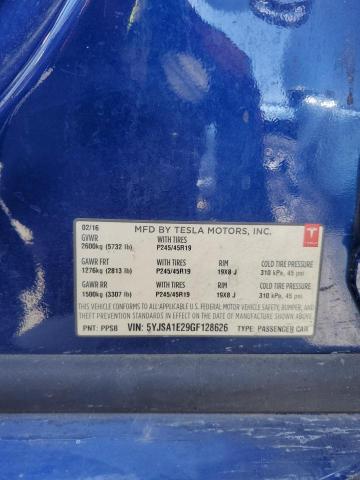 02/16 MFD BY TESLA MOTORS, INC.
GVWR WITH TIRES
2600kg (5732 lb) P245/45R19
TESLA
GAWR FRT WITH TIRES RIM COLD TIRE PRESSURE
1276kg (2813 lb) P245/45R19 19X8 J 310 kPa, 45 psi
GAWR RR WITH TIRES RIM COLD TIRE PRESSURE
1500kg (3307 lb) P245/45R19 19X8 J 310 kPa, 45 psi
THIS VEHICLE CONFORMS TO ALL APPLICABLE U.S. FEDERAL MOTOR VEHICLE SAFETY, BUMPER,
AND THEFT PREVENTION STANDARDS IN EFFECT ON THE DATE OF MANUFACTURE SHOWN ABOVE.
PNT: PPSB VIN: 5YJSA1E29GF128626 TYPE: PASSENGER CAR